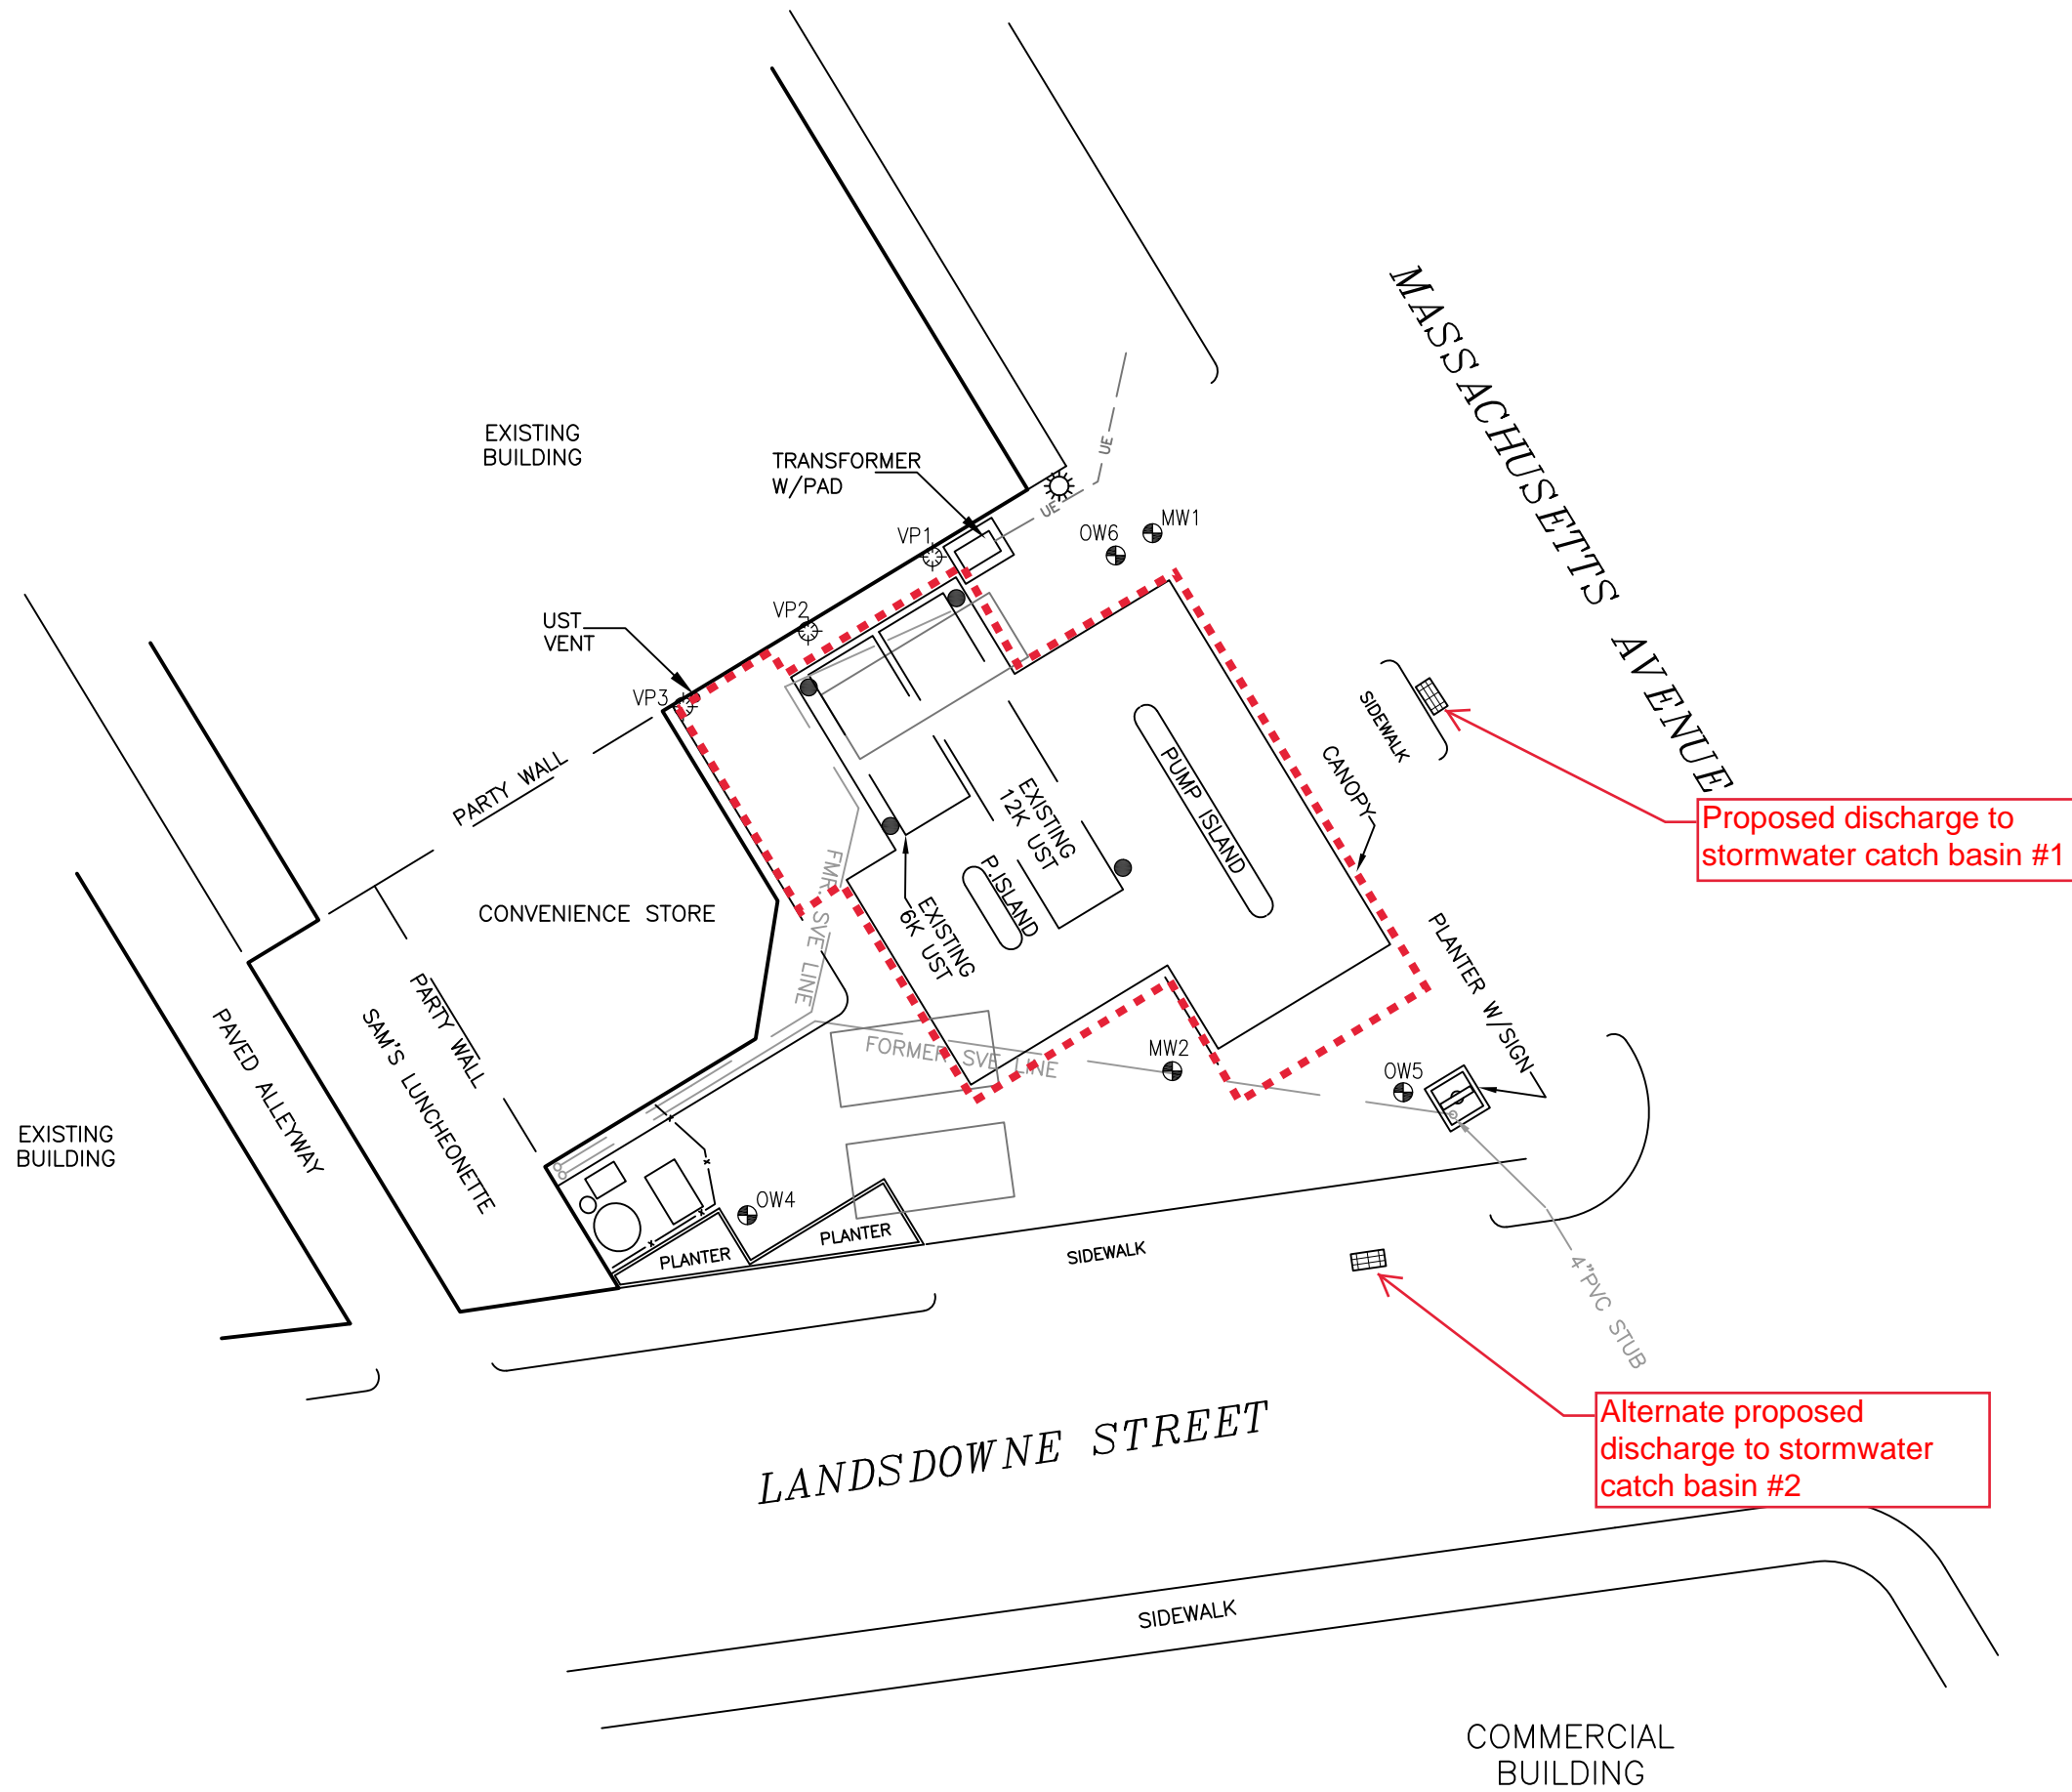 MASSACHUSETTS AVENUE
EXISTING
BUILDING
TRANSFORMER
W/PAD
UE
UE
MW1
OW6
VP1
VP2
UST
VENT
VP3
SIDEWALK
CANOPY
PUMP ISLAND
EXISTING
12K UST
PARTY WALL
Proposed discharge to
stormwater catch basin #1
P.ISLAND
EXISTING
6K UST
FMR. SVE LINE
CONVENIENCE STORE
PLANTER W/SIGN
PARTY WALL
SAM'S LUNCHEONETTE
PAVED ALLEYWAY
FORMER SVE LINE
MW2
OW5
EXISTING
BUILDING
OW4
PLANTER
PLANTER
SIDEWALK
4"PVC STUB
LANDSDOWNE STREET
Alternate proposed
discharge to stormwater
catch basin #2
SIDEWALK
COMMERCIAL
BUILDING